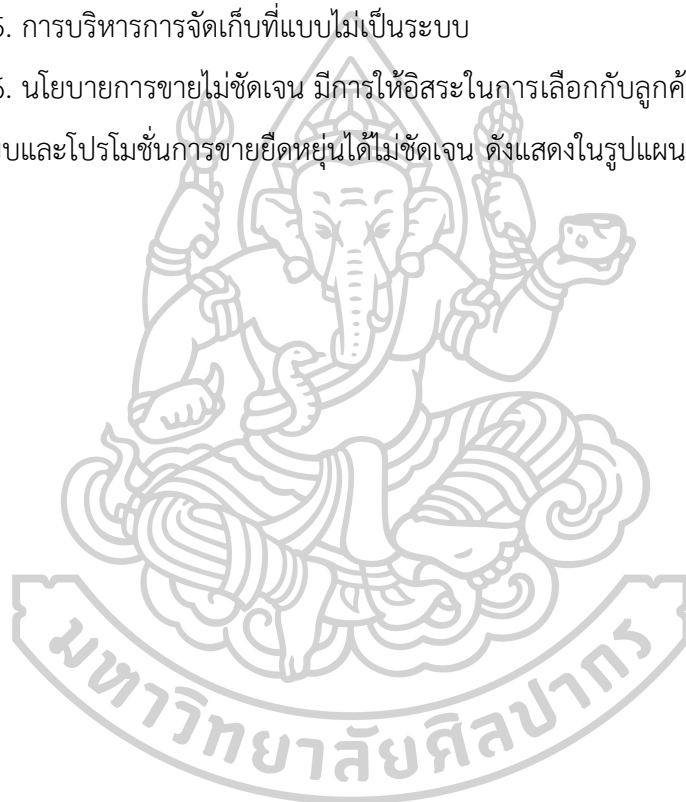 5. การบริหารการจัดเก็บที่แบบไม่เป็นระบบ
6. นโยบายการขายไม่ชัดเจน มีการให้อิสระในการเลือกกับลูกค้
บและโปรโมชั่นการขายยืดหยุ่นได้ไม่ชัดเจน ดังแสดงในรูปแผน
มหาวิทยาลัยศิลปากร